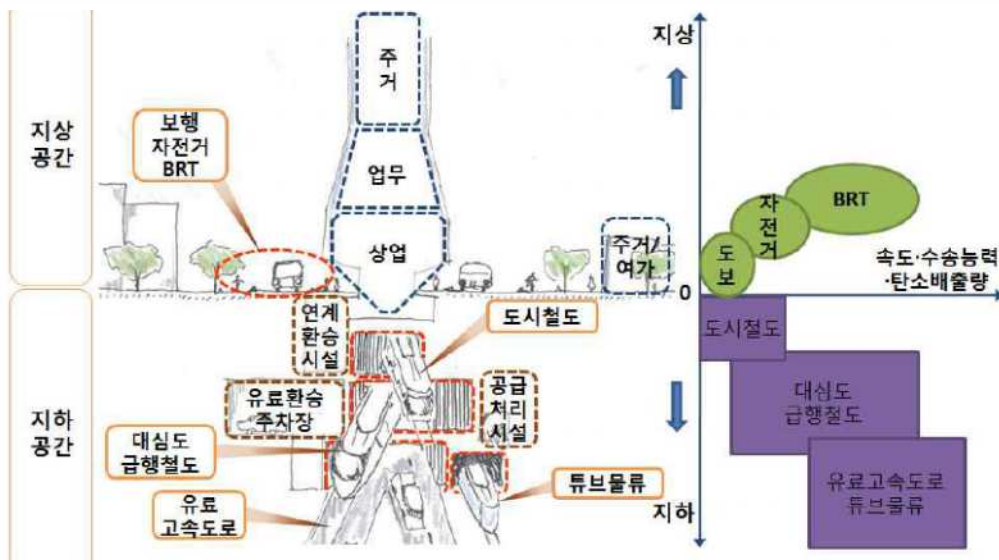 지상
공간
보행
자전거
BRT
주
거
업무
상업
주거/
여가
지상
BRT
자
전
거
도
보
속도·수송능력
·탄소배출량
0
지하
공간
연계
환승
시설
도시철도
유료환승
주차장
공급
처리
시설
대심도
급행철도
유료
고속도로
튜브물류
도시철도
대심도
급행철도
유료고속도로
튜브물류
지하